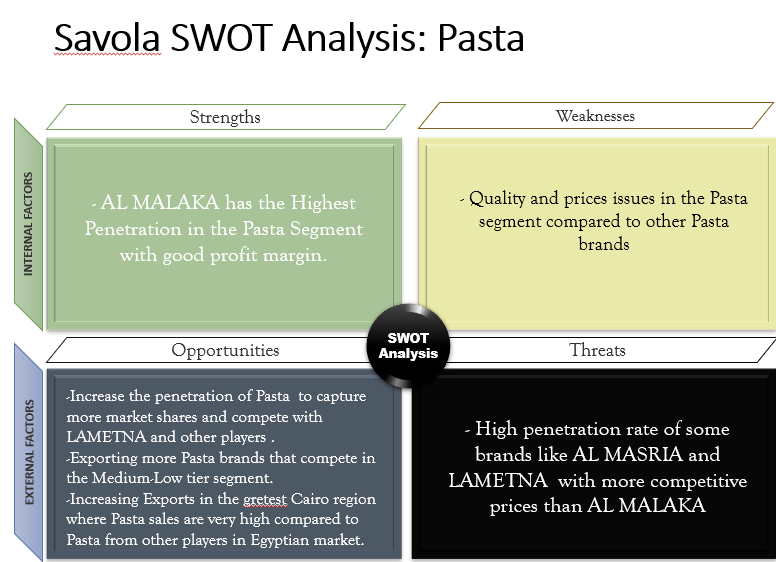 Savola SWOT Analysis: Pasta
Strengths
Weaknesses
INTERNAL FACTORS
- AL MALAKA has the Highest
Penetration in the Pasta Segment
with good profit margin.
- Quality and prices issues in the Pasta
segment compared to other Pasta
brands
SWOT
Analysis
Opportunities
Threats
EXTERNAL FACTORS
-Increase the penetration of Pasta to capture
more market shares and compete with
LAMETNA and other players .
-Exporting more Pasta brands that compete in
the Medium-Low tier segment.
-Increasing Exports in the gretest Cairo region
where Pasta sales are very high compared to
Pasta from other players in Egyptian market.
- High penetration rate of some
brands like AL MASRIA and
LAMETNA with more competitive
prices than AL MALAKA